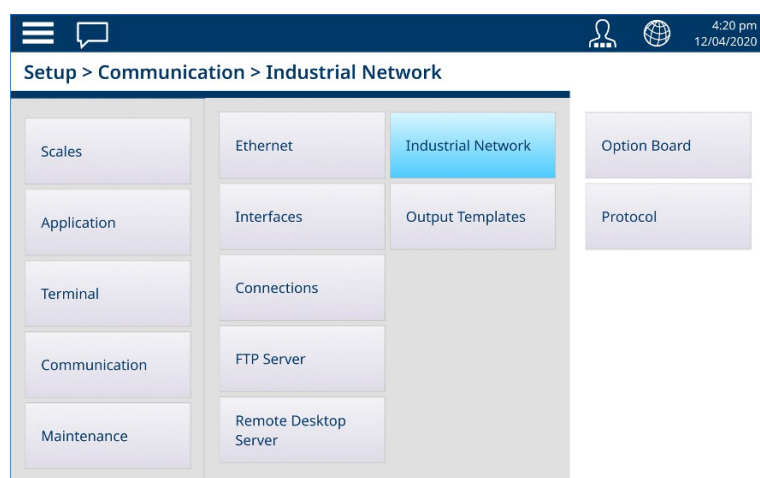 4:20 pm
12/04/2020
Setup > Communication > Industrial Network
Scales
Application
Terminal
Communication
Maintenance
Ethernet
Interfaces
Connections
FTP Server
Remote Desktop
Server
Industrial Network
Output Templates
Option Board
Protocol